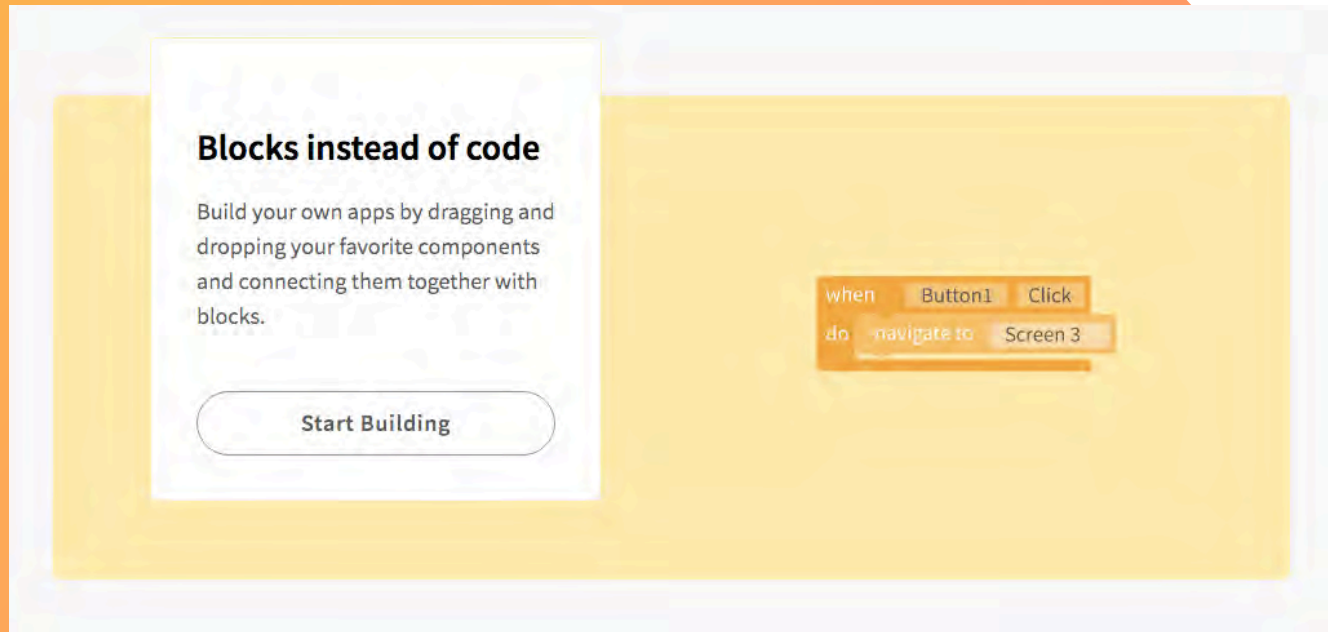 Blocks instead of code
Build your own apps by dragging and
dropping your favorite components
and connecting them together with
blocks.
Start Building
when Button1 Click
do navigate to Screen 3